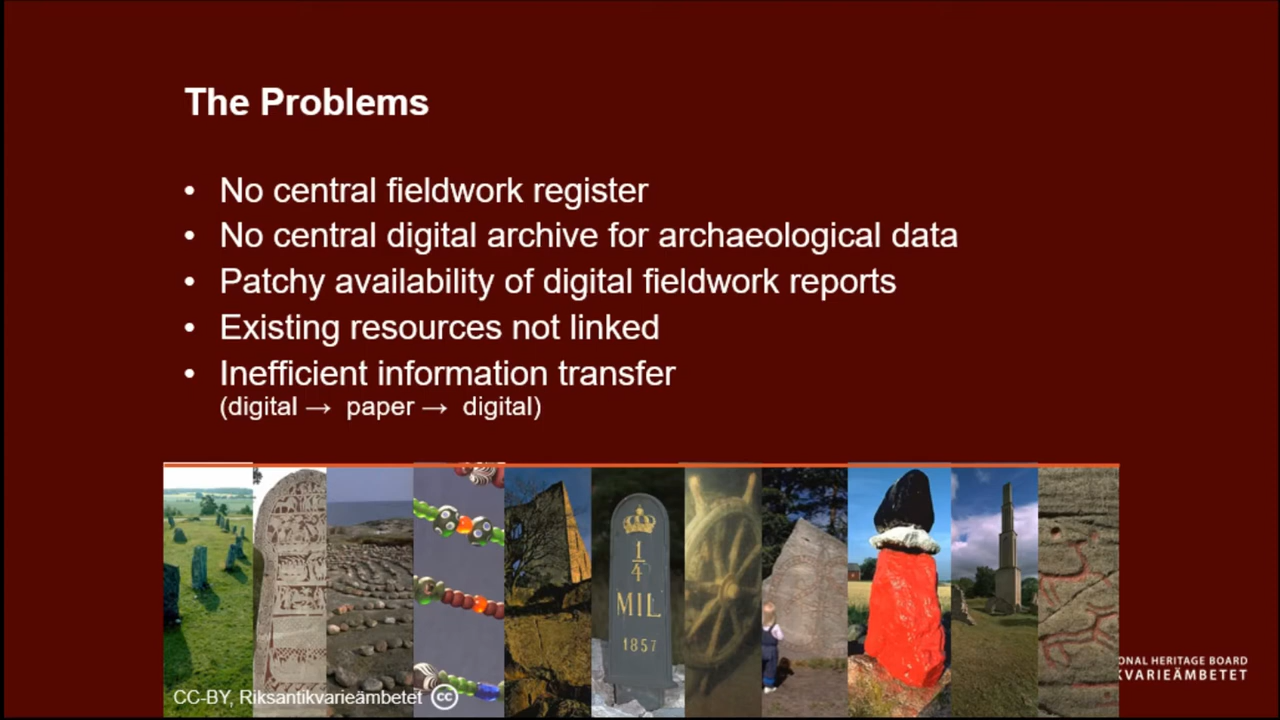 The Problems
• No central fieldwork register
• No central digital archive for archaeological data
• Patchy availability of digital fieldwork reports
• Existing resources not linked
• Inefficient information transfer
(digital → paper → digital)
1
4
MIL
1857
CC-BY, Riksantikvarieämbetet cc
ONAL HERITAGE BOARD
KVARIEÄMBETET